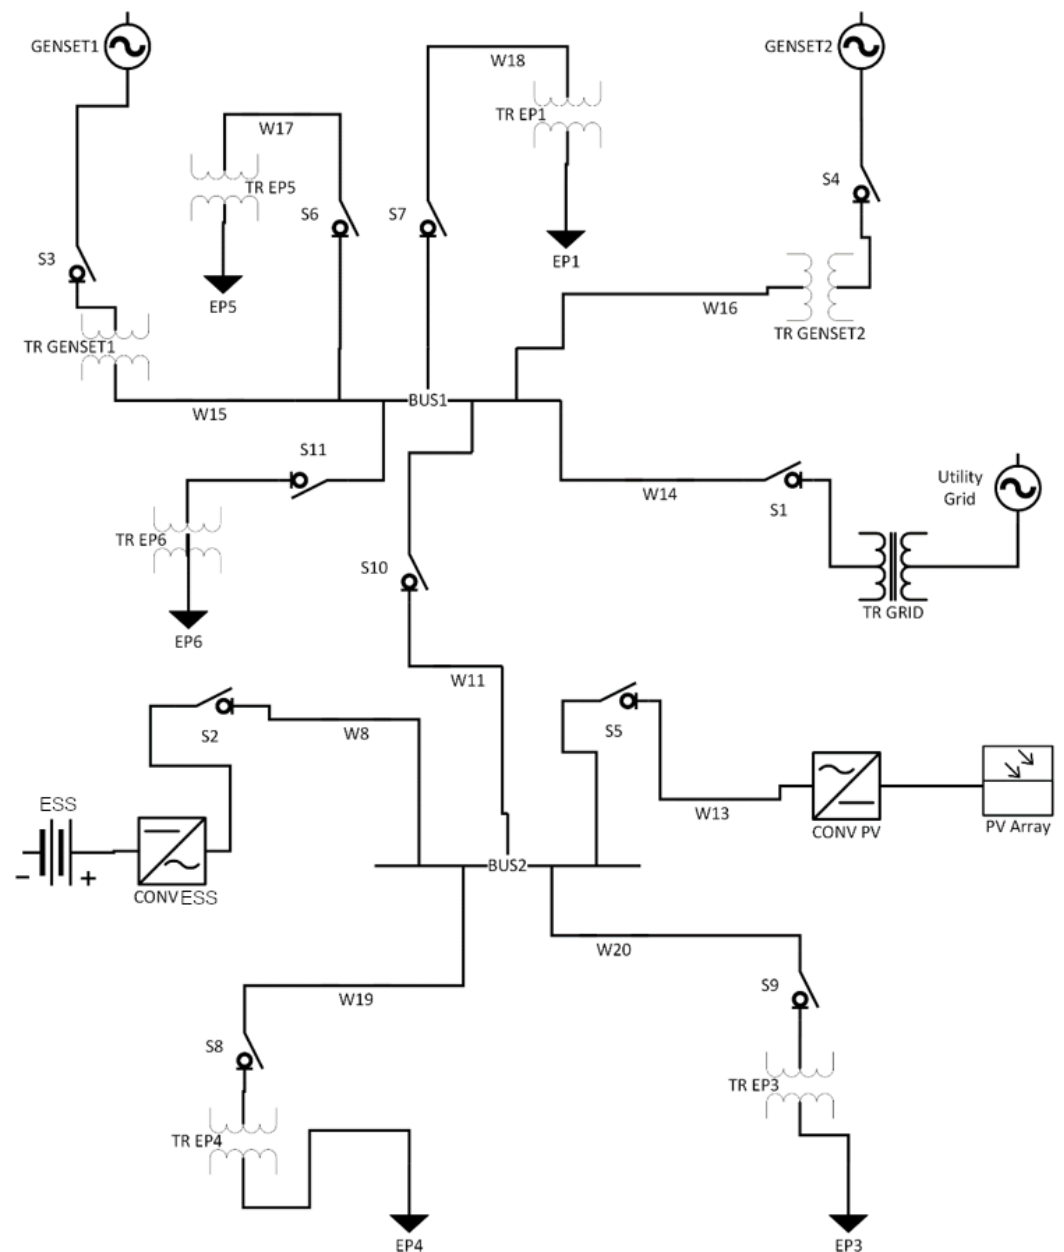 GENSET1
GENSET2
W18
TR EP1
W17
TR EP5
S4
S6
S7
S3
EP1
EP5
W16
TR GENSET2
TR GENSET1
BUS1
W15
S11
Utility
Grid
W14
S1
TR EP6
S10
TR GRID
EP6
W11
S2
W8
S5
ESS
W13
CONV PV
PV Array
- +
BUS2
CONV ESS
W20
W19
S9
S8
TR EP3
TR EP4
EP4
EP3